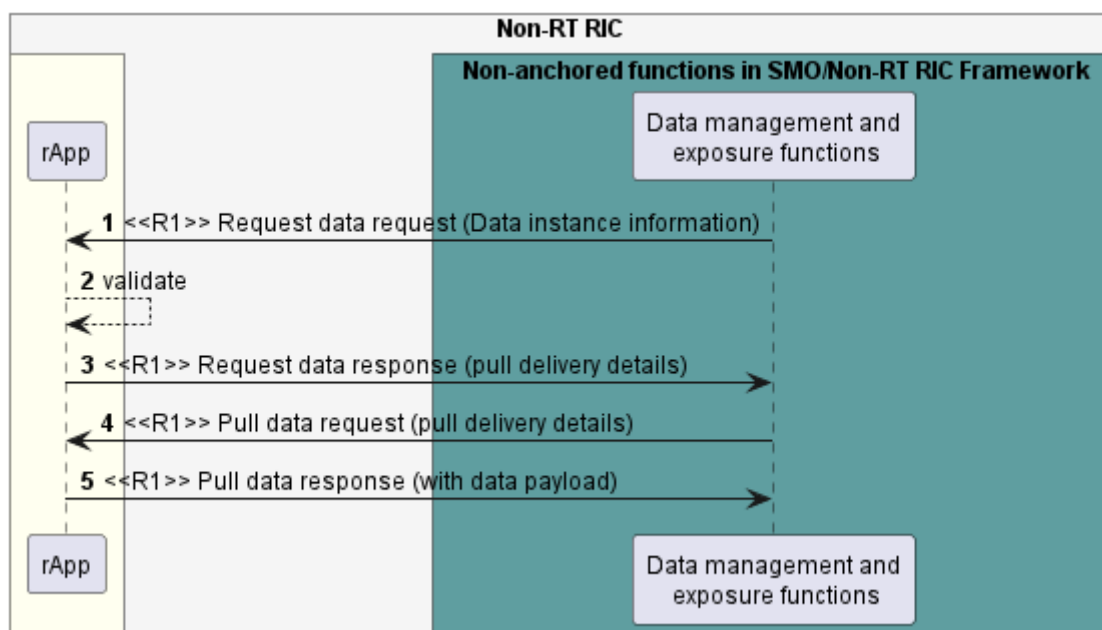 Non-RT RIC
Non-anchored functions in SMO/Non-RT RIC Framework
rApp
Data management and
exposure functions
1 <<R1>> Request data request (Data instance information)
2 validate
3 <<R1>> Request data response (pull delivery details)
4 <<R1>> Pull data request (pull delivery details)
5 <<R1>> Pull data response (with data payload)
rApp
Data management and
exposure functions